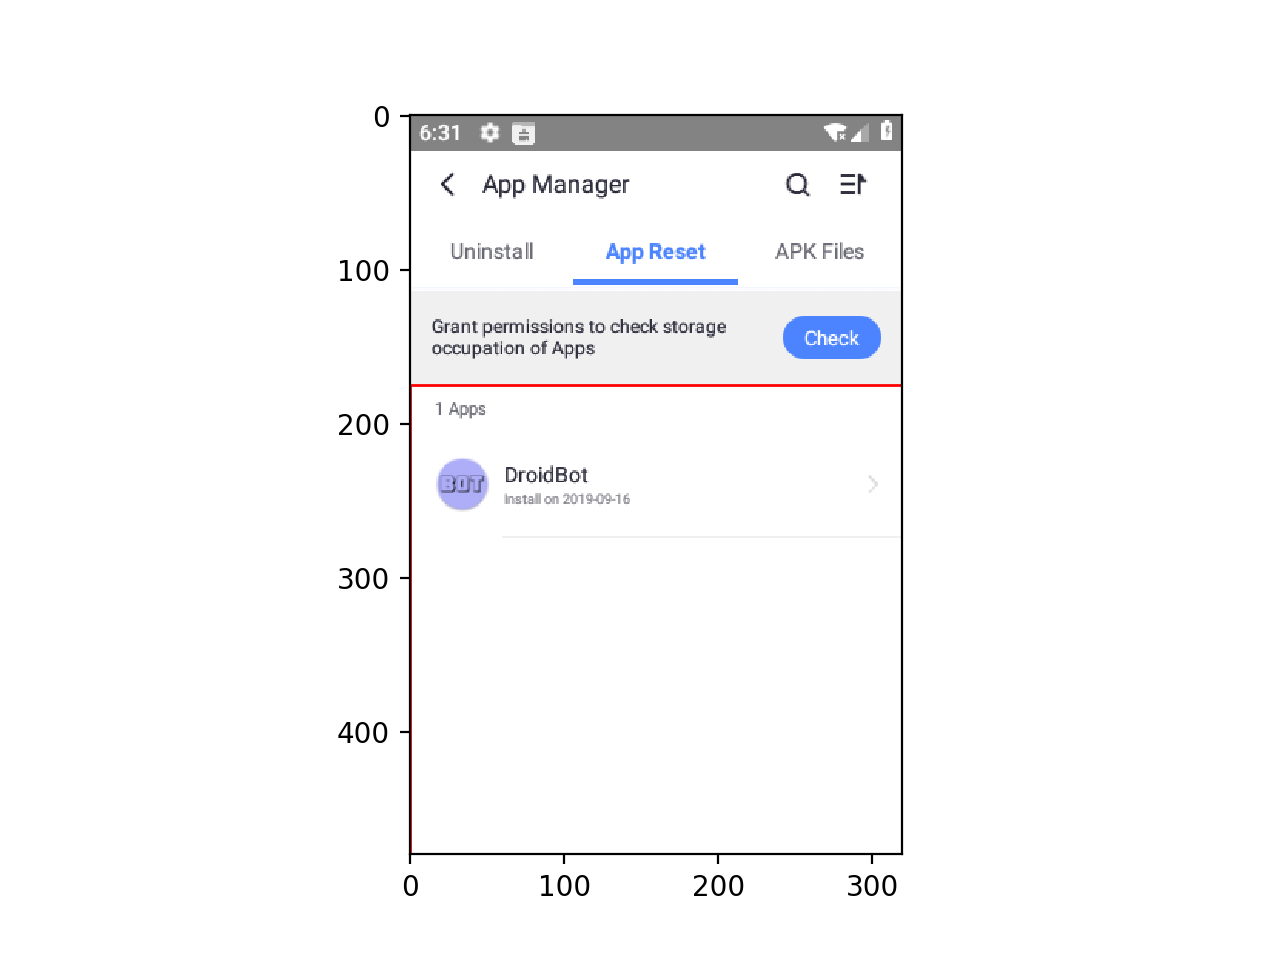 0
100
200
300
400
6:31
App Manager
Uninstall App Reset APK Files
Grant permissions to check storage
occupation of Apps
Check
1 Apps
BOT
DroidBot
Install on 2019-09-16
0 100 200 300